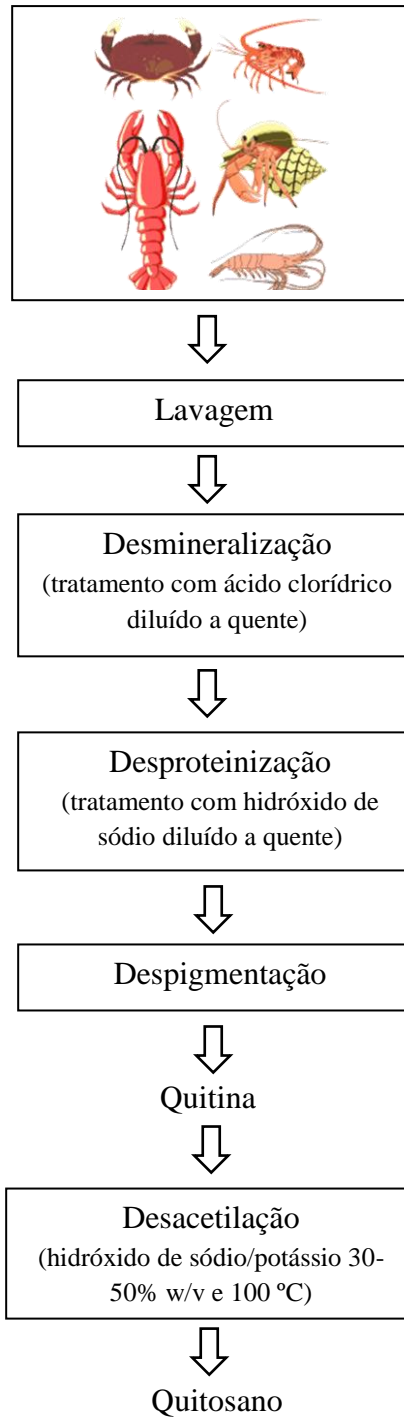 Lavagem
Desmineralização
(tratamento com ácido clorídrico
diluído a quente)
Desproteinização
(tratamento com hidróxido de
sódio diluído a quente)
Despigmentação
Quitina
Desacetilação
(hidróxido de sódio/potássio 30-
50% w/v e 100 ºC)
Quitosano